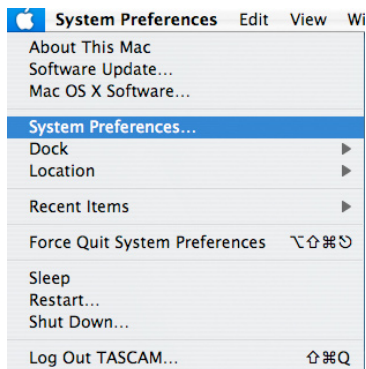 System Preferences Edit View Wi
About This Mac
Software Update...
Mac OS X Software...
System Preferences...
Dock
Location
Recent Items
Force Quit System Preferences ⌥⇧⌘⎋
Sleep
Restart...
Shut Down...
Log Out TASCAM... ⇧⌘Q